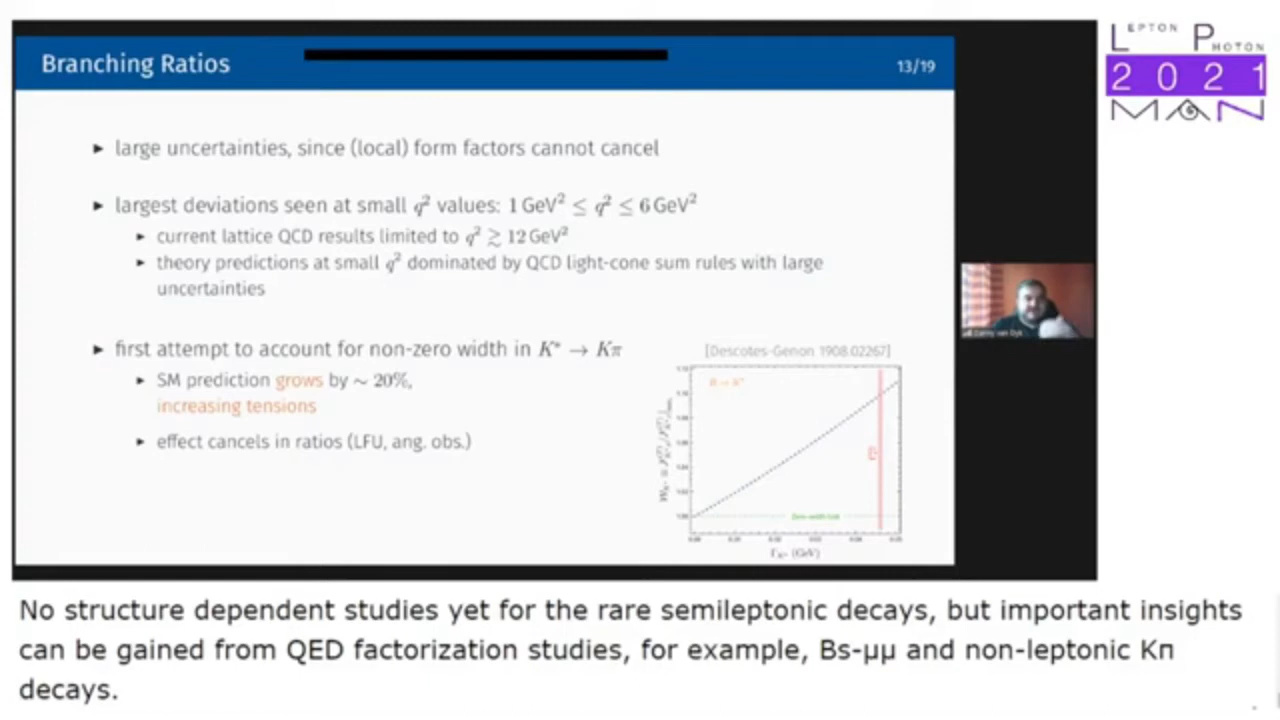 Branching Ratios
13/19
LEPTON PHOTON
2021
MAN
► large uncertainties, since (local) form factors cannot cancel
► largest deviations seen at small q² values: 1 GeV² ≤ q² ≤ 6 GeV²
► current lattice QCD results limited to q² ≳ 12 GeV²
► theory predictions at small q² dominated by QCD light-cone sum rules with large
uncertainties
► first attempt to account for non-zero width in K* → Kπ
► SM prediction grows by ~ 20%,
increasing tensions
► effect cancels in ratios (LFU, ang. obs.)
[Descotes-Genon 1908.02267]
B → K*
Zero-width limit
Γ_K* (GeV)
Danny van Dyk
No structure dependent studies yet for the rare semileptonic decays, but important insights
can be gained from QED factorization studies, for example, Bs-μμ and non-leptonic Kπ
decays.